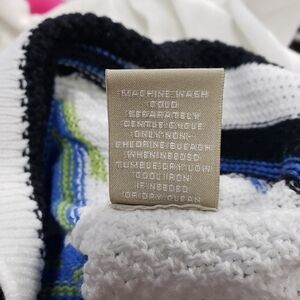 MACHINE WASH
COLD
SEPARATELY
GENTLE CYCLE
ONLY NON-
CHLORINE BLEACH
WHEN NEEDED
TUMBLE DRY LOW
COOL IRON
IF NEEDED
OR DRY CLEAN